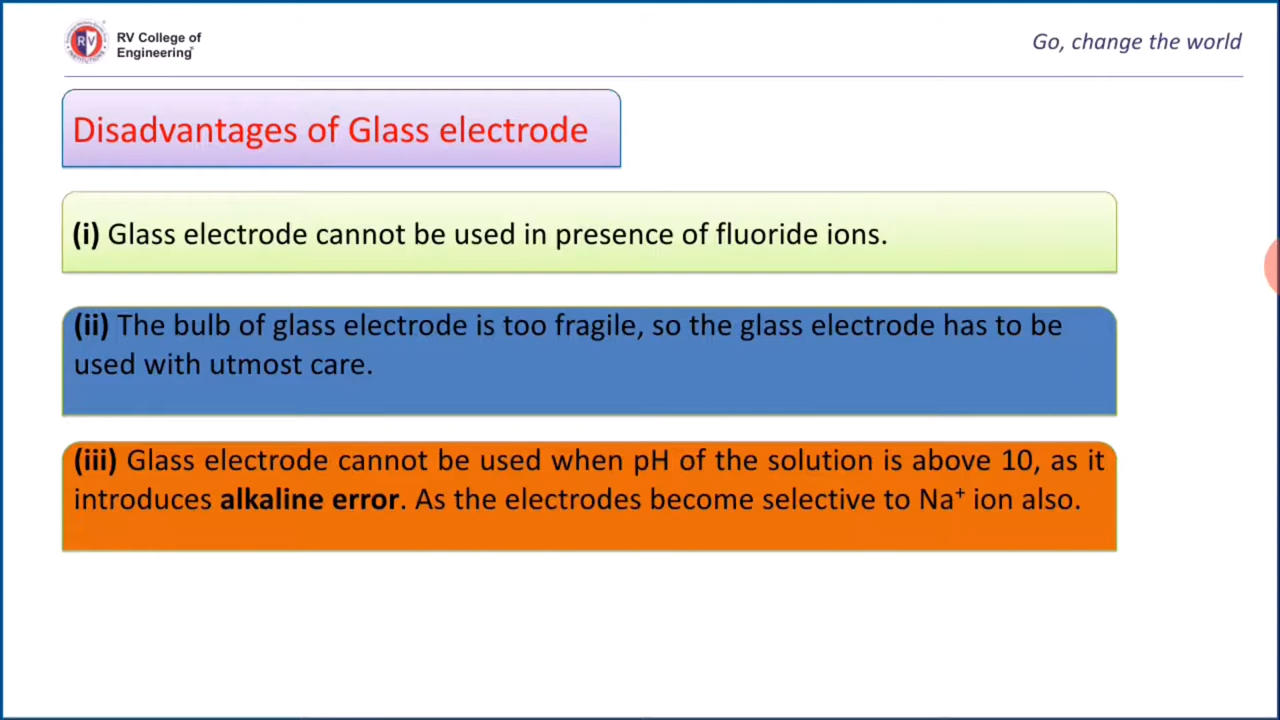 RV College of
Engineering
Go, change the world
Disadvantages of Glass electrode
(i) Glass electrode cannot be used in presence of fluoride ions.
(ii) The bulb of glass electrode is too fragile, so the glass electrode has to be
used with utmost care.
(iii) Glass electrode cannot be used when pH of the solution is above 10, as it
introduces alkaline error. As the electrodes become selective to Na⁺ ion also.